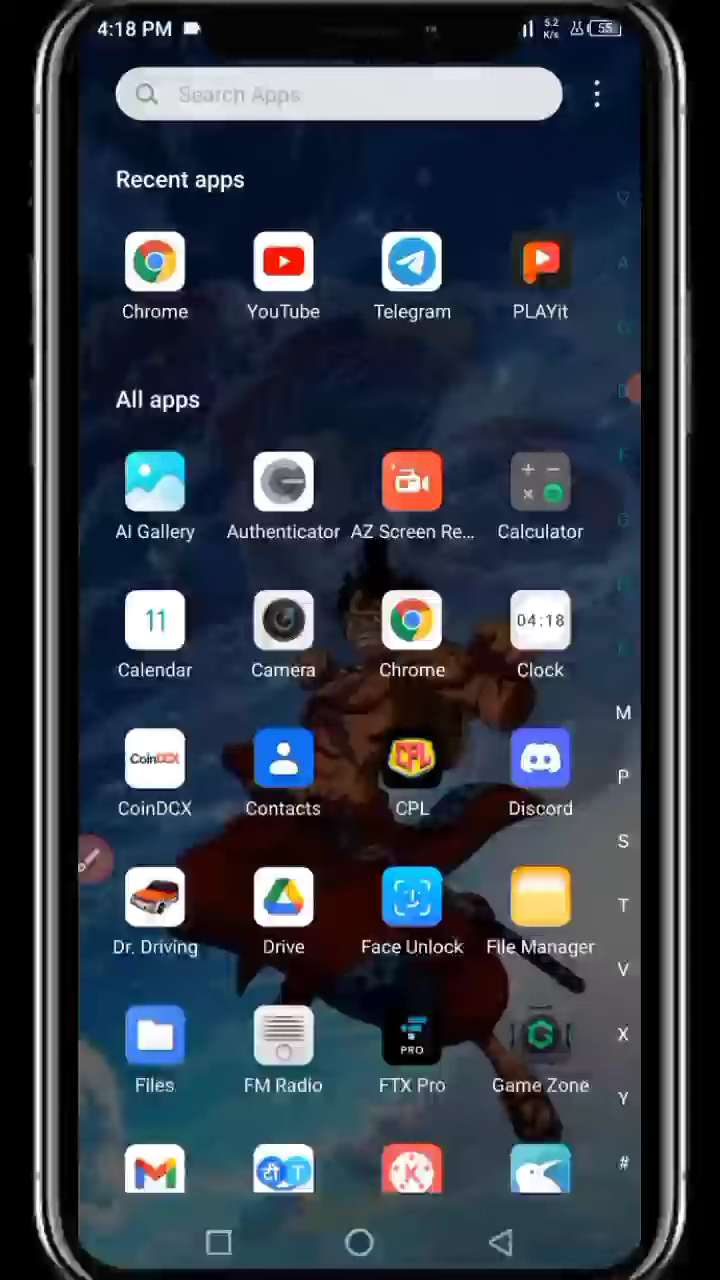 4:18 PM
5.2
K/s
55
Search Apps
Recent apps
Chrome
YouTube
Telegram
PLAYit
All apps
AI Gallery
Authenticator
AZ Screen Re...
Calculator
11
04:18
Calendar
Camera
Chrome
Clock
CoinDCX
CPL
CoinDCX
Contacts
CPL
Discord
Dr. Driving
Drive
Face Unlock
File Manager
PRO
G
Files
FM Radio
FTX Pro
Game Zone
टी T
K
A
D
F
G
M
P
S
T
V
X
Y
#